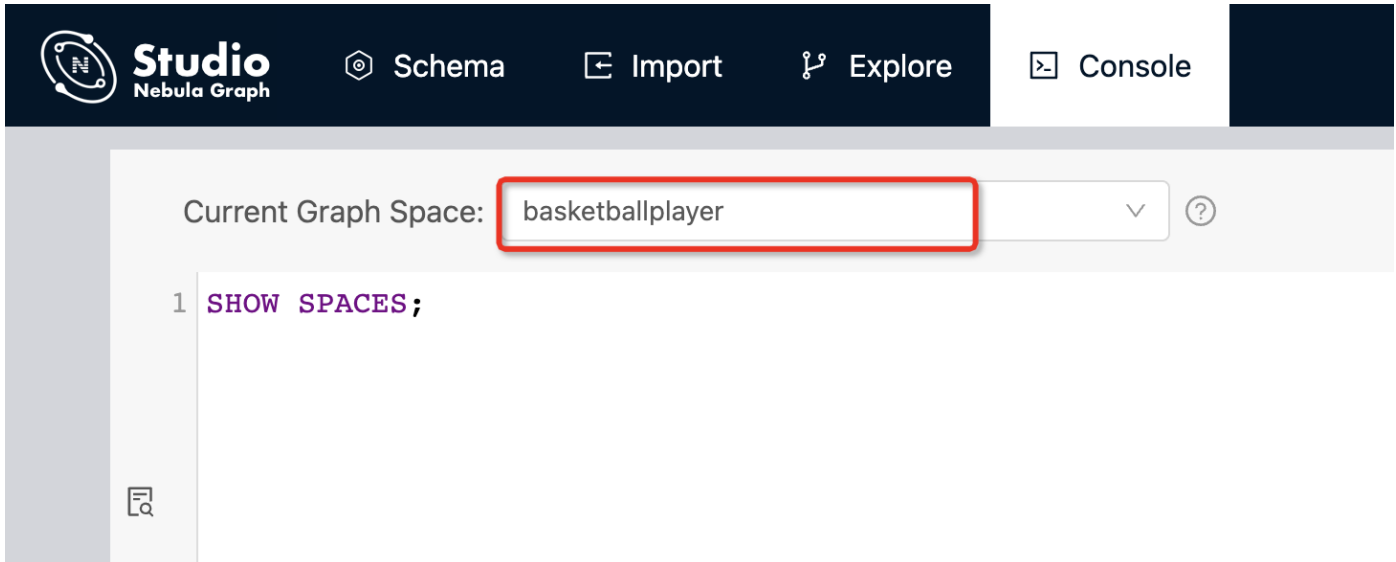 Studio
Nebula Graph
Schema
Import
Explore
Console
Current Graph Space: basketballplayer
1 SHOW SPACES;